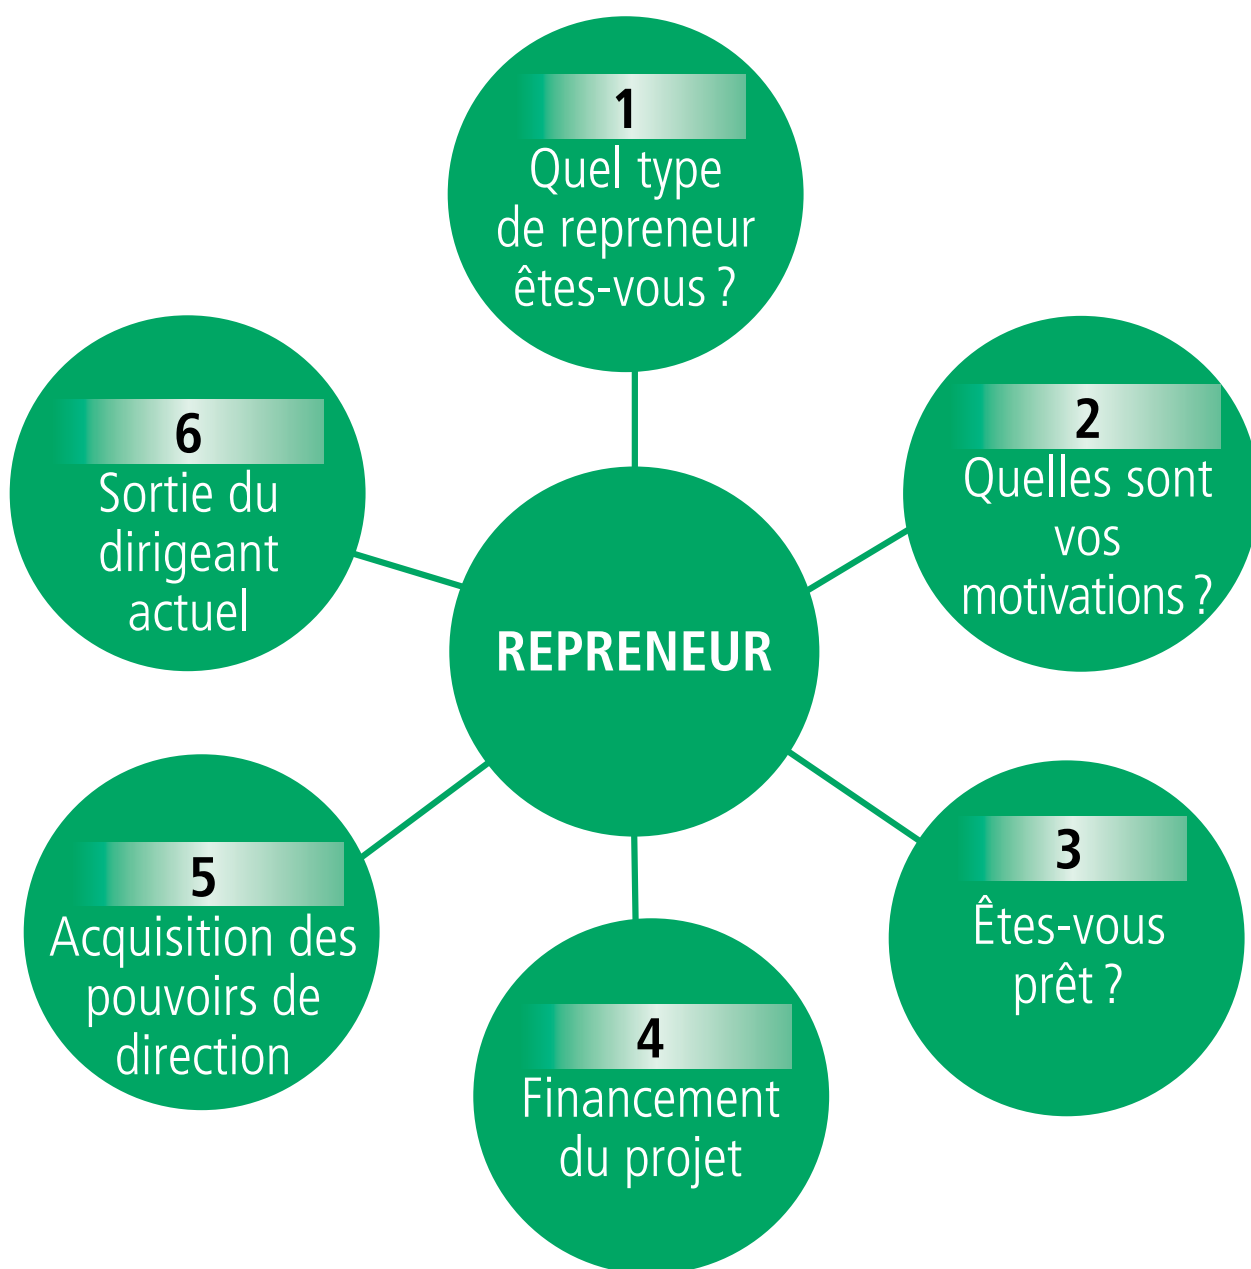 1
Quel type
de repreneur
êtes-vous ?
2
Quelles sont
vos
motivations ?
3
Êtes-vous
prêt ?
4
Financement
du projet
5
Acquisition des
pouvoirs de
direction
6
Sortie du
dirigeant
actuel
REPRENEUR